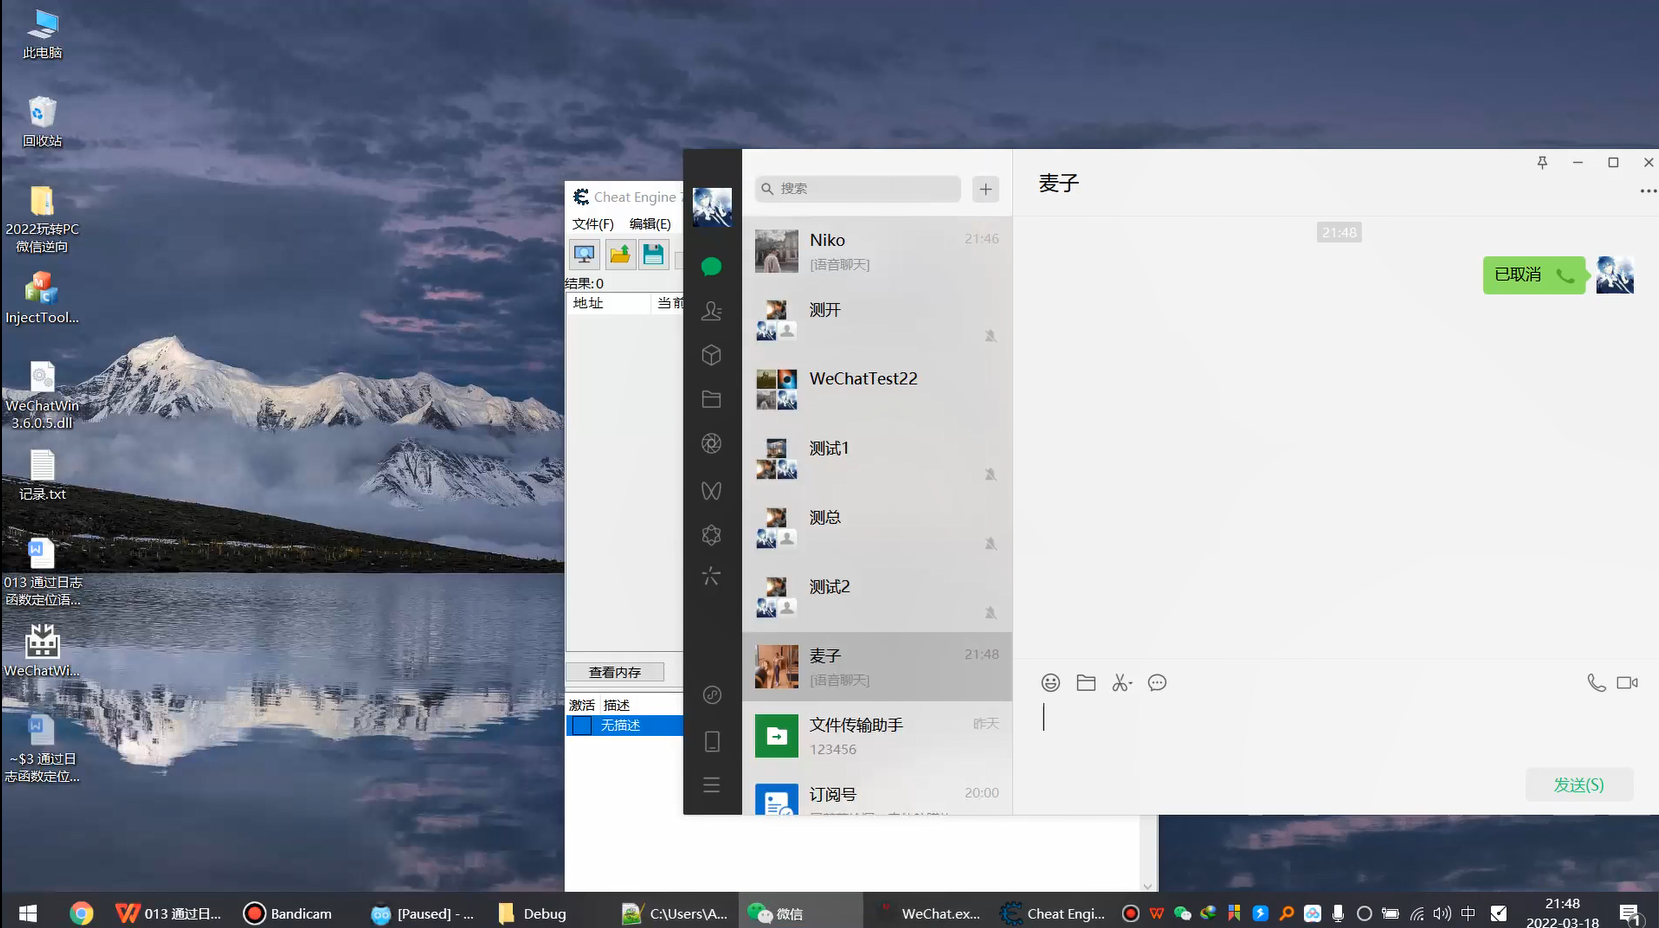 此电脑
回收站
2022玩转PC
微信逆向
InjectTool...
WeChatWin
3.6.0.5.dll
记录.txt
013 通过日志
函数定位语...
WeChatWi...
~$3 通过日
志函数定位...
Cheat Engine 7
文件(F) 编辑(E)
结果:0
地址 当前
查看内存
激活 描述
无描述
搜索
Niko 21:46
[语音聊天]
测开
WeChatTest22
测试1
测总
测试2
麦子 21:48
[语音聊天]
文件传输助手 昨天
123456
订阅号 20:00
麦子
21:48
已取消
发送(S)
013 通过日...
Bandicam
[Paused] - ...
Debug
C:\Users\A...
微信
WeChat.ex...
Cheat Engi...
中
21:48
2022-03-18
1